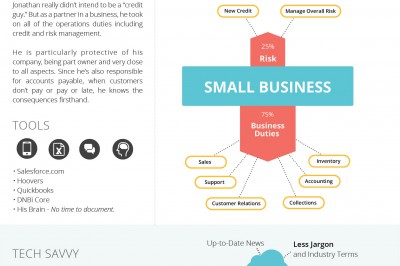 Jonathan really didn't intend to be a "credit
guy." But as a partner in a business, he took
on all of the operations duties including
credit and risk management.
He is particularly protective of his
company, being part owner and very close
to all aspects. Since he's also responsible
for accounts payable, when customers
don't pay or pay or late, he knows the
consequences firsthand.
TOOLS
• Salesforce.com
• Hoovers
• Quickbooks
• DNBi Core
• His Brain - No time to document.
New Credit
Manage Overall Risk
25%
Risk
SMALL BUSINESS
75%
Business
Duties
Sales
Inventory
Support
Accounting
Customer Relations
Collections
TECH SAVVY
Up-to-Date News
Less Jargon
and Industry Terms